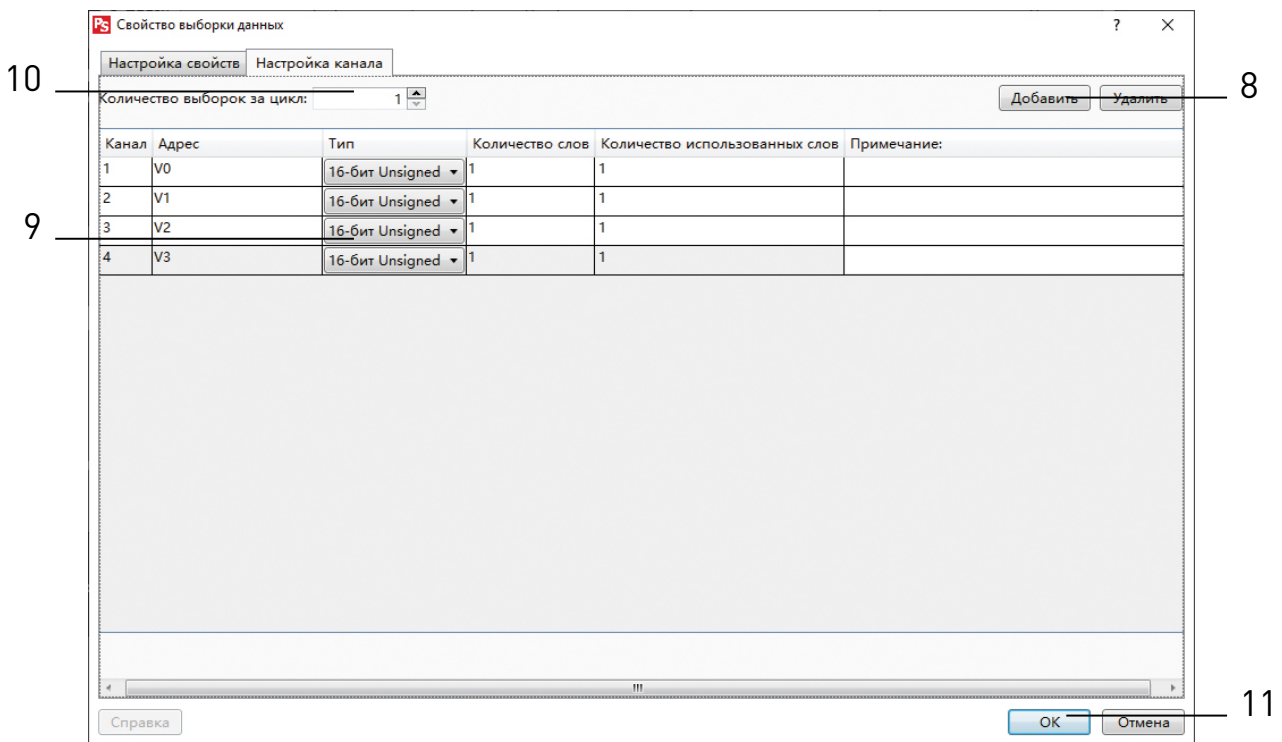 PS Свойство выборки данных ?
Настройка свойств Настройка канала
10 Количество выборок за цикл: 1 Добавить Удалить 8
Канал Адрес Тип Количество слов Количество использованных слов Примечание:
1 V0 16-бит Unsigned 1 1
2 V1 16-бит Unsigned 1 1
9 3 V2 16-бит Unsigned 1 1
4 V3 16-бит Unsigned 1 1
Справка OK Отмена 11